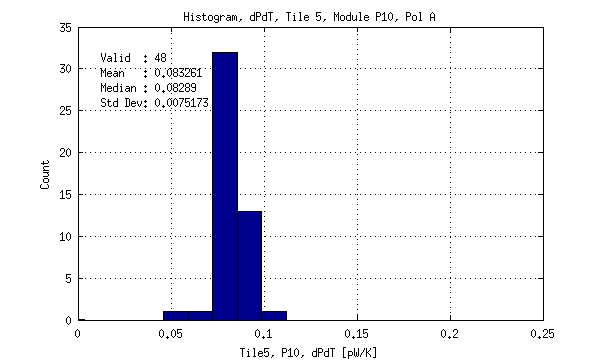 Histogram, dPdT, Tile 5, Module P10, Pol A
35
30
25
20
15
10
5
0
Valid : 48
Mean : 0.083261
Median : 0.08289
Std Dev: 0.0075173
Count
0 0.05 0.1 0.15 0.2 0.25
Tile5, P10, dPdT [pW/K]